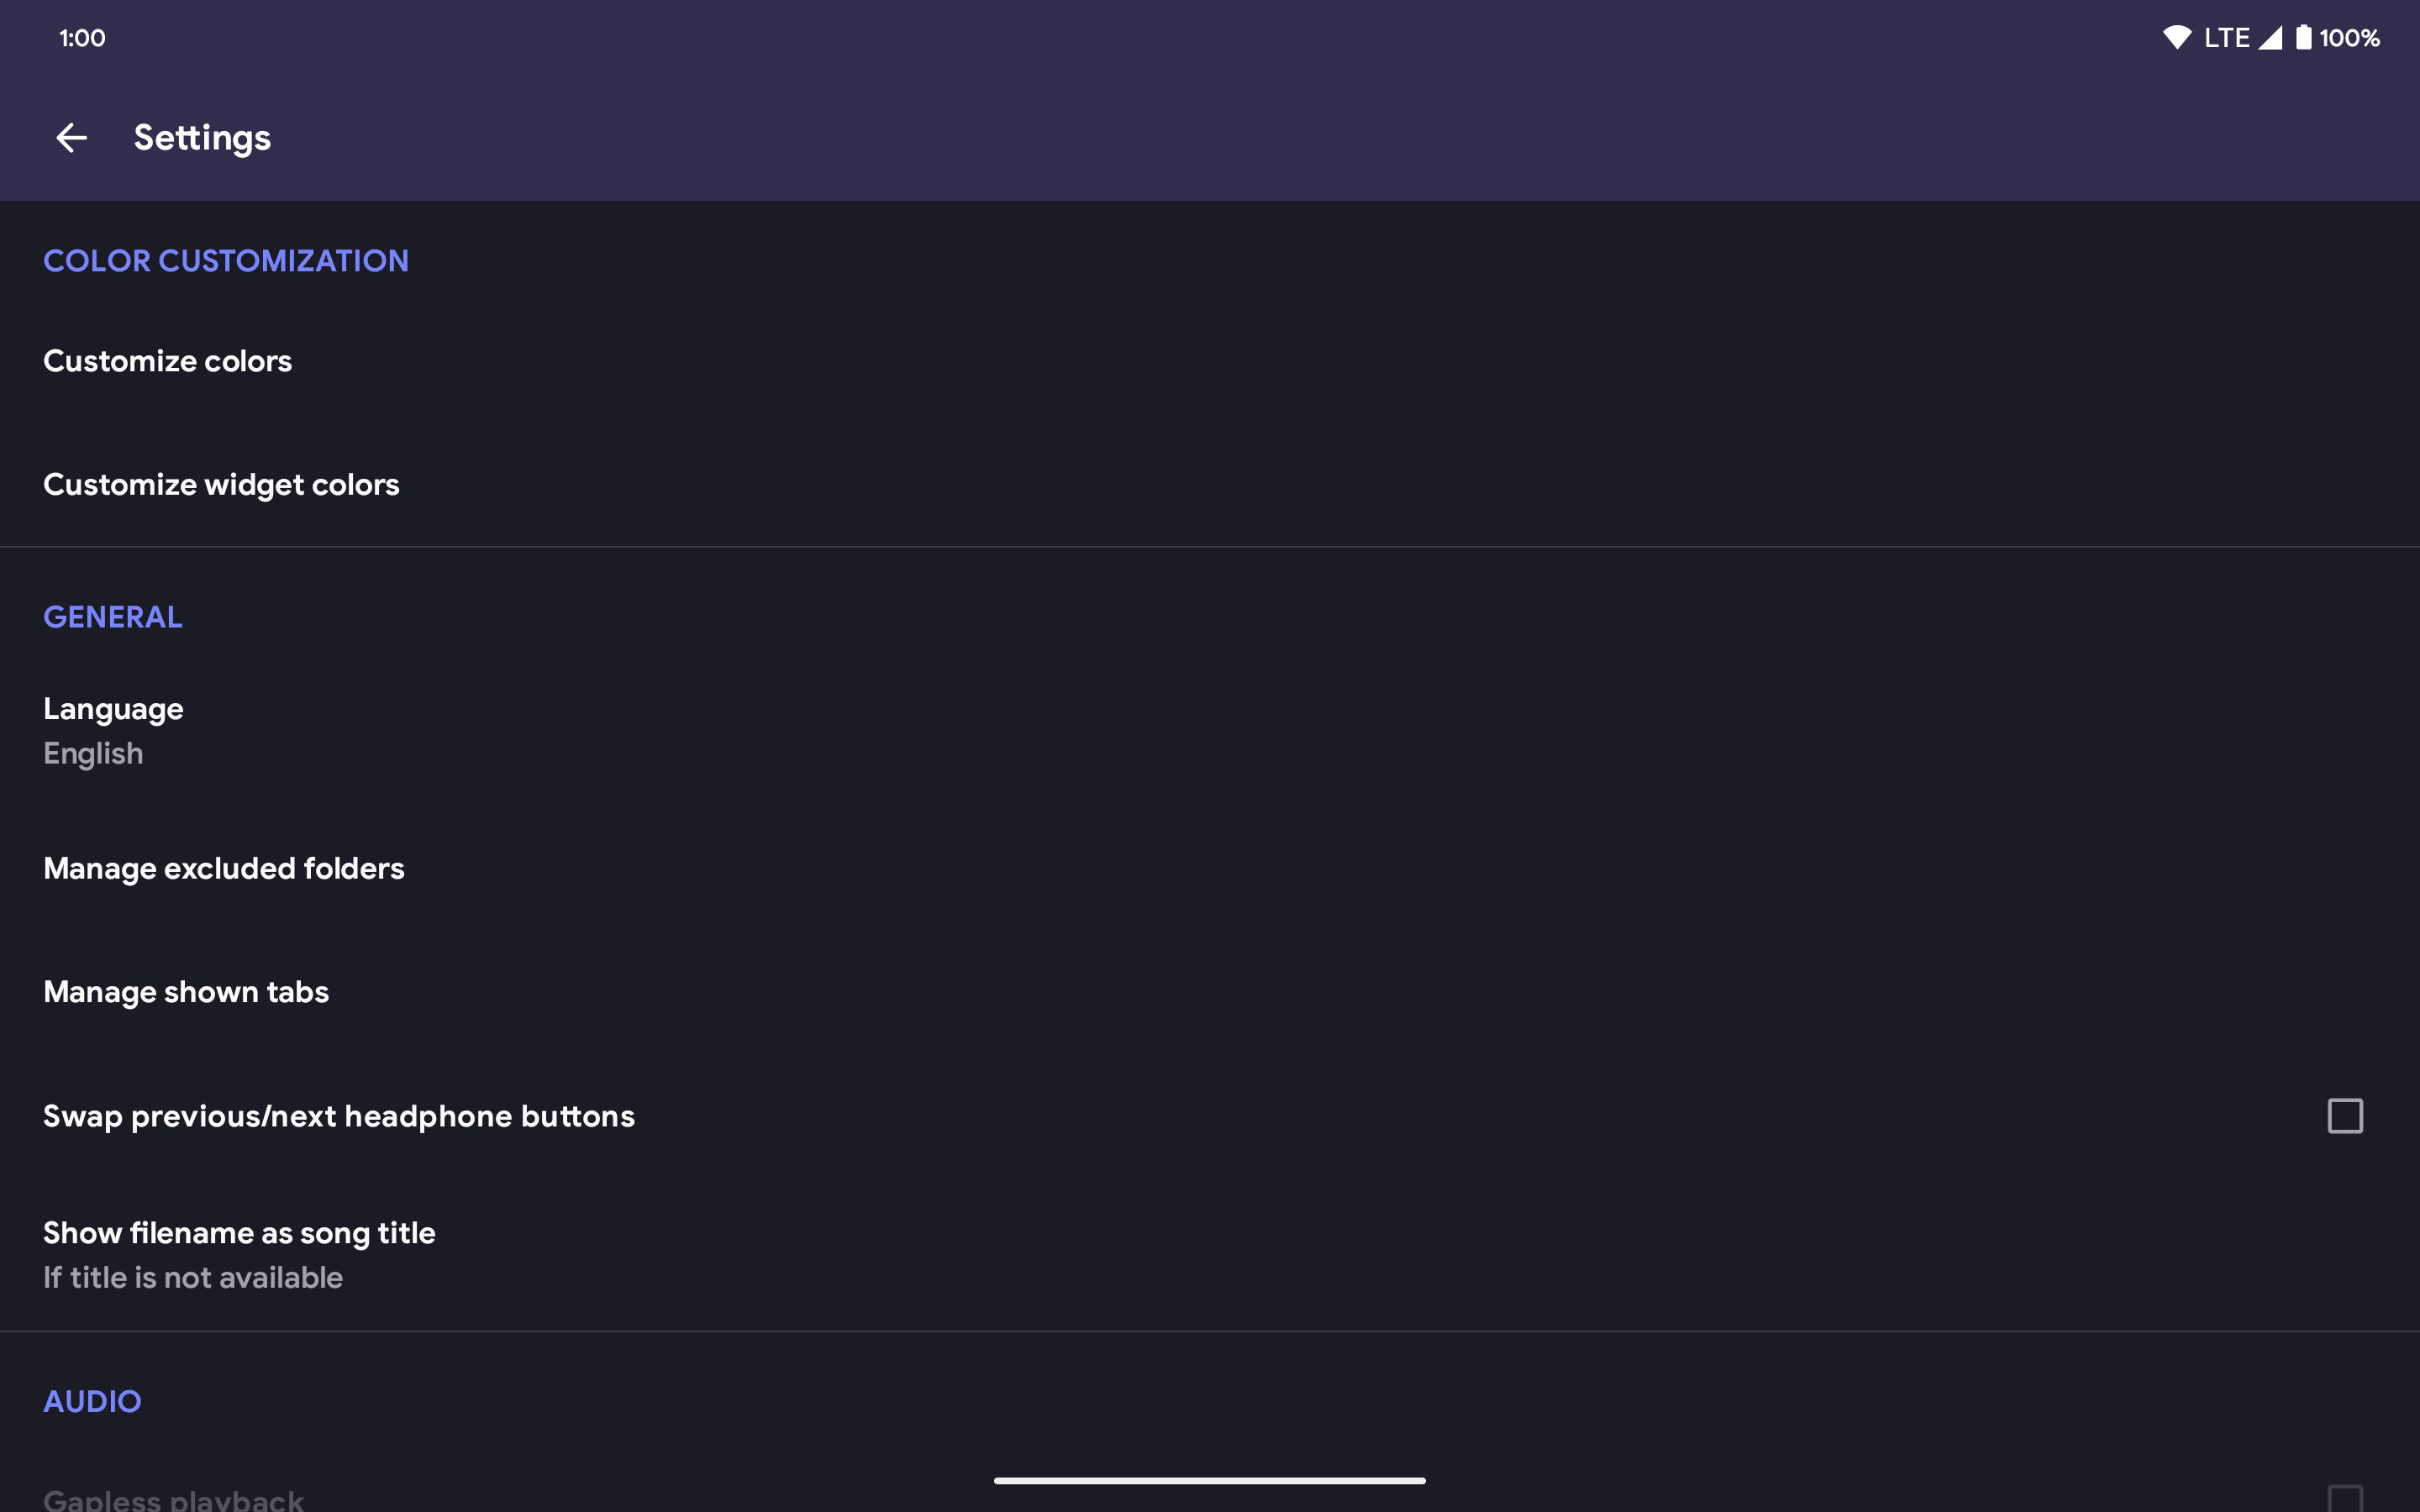 1:00
LTE 100%
Settings
COLOR CUSTOMIZATION
Customize colors
Customize widget colors
GENERAL
Language
English
Manage excluded folders
Manage shown tabs
Swap previous/next headphone buttons
Show filename as song title
If title is not available
AUDIO
Gapless playback